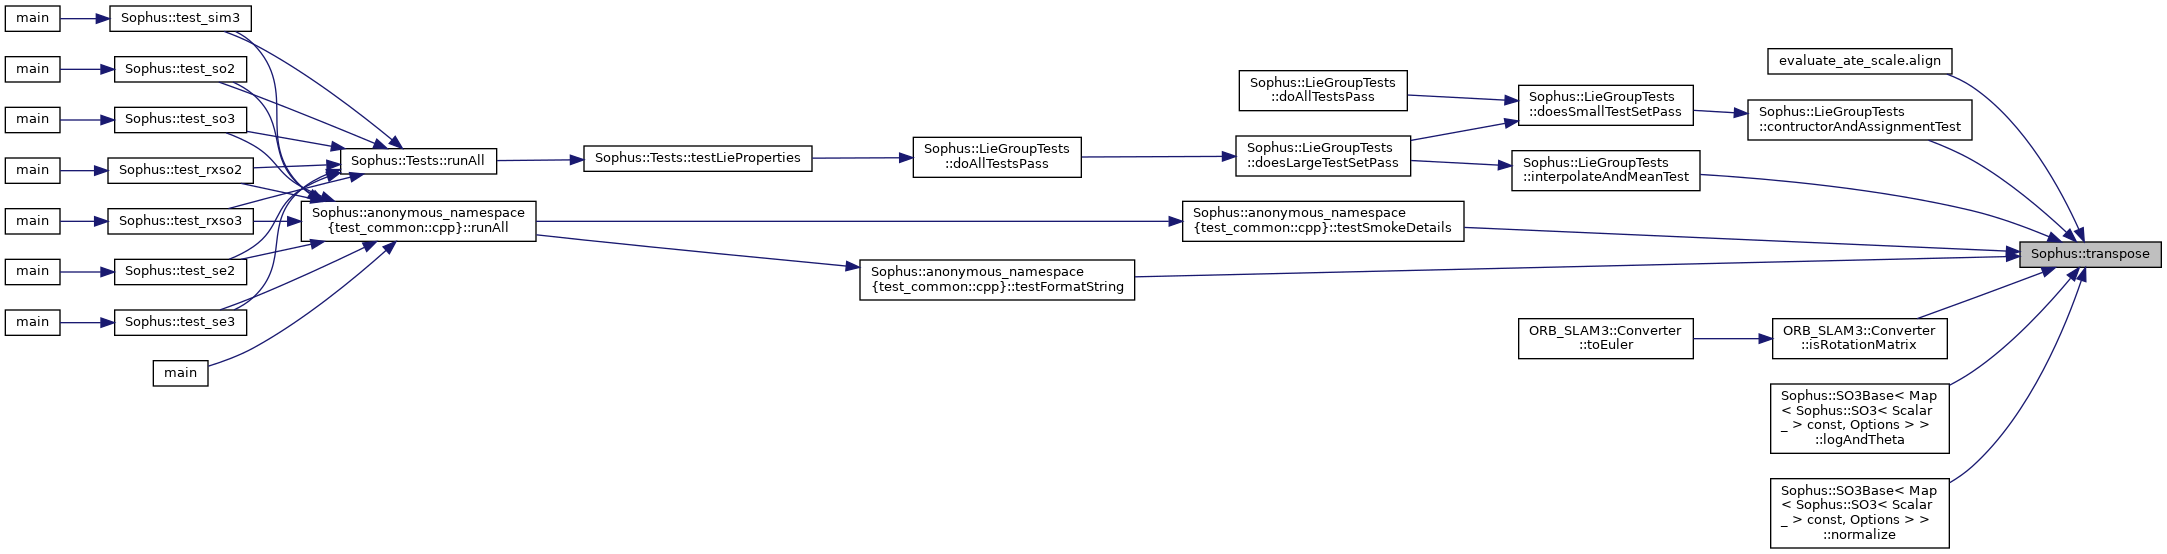 main
Sophus::test_sim3
main
Sophus::test_so2
main
Sophus::test_so3
main
Sophus::test_rxso2
main
Sophus::test_rxso3
main
Sophus::test_se2
main
Sophus::test_se3
main
Sophus::Tests::runAll
Sophus::anonymous_namespace
{test_common::cpp}::runAll
Sophus::Tests::testLieProperties
Sophus::LieGroupTests
::doAllTestsPass
Sophus::anonymous_namespace
{test_common::cpp}::testFormatString
Sophus::anonymous_namespace
{test_common::cpp}::testSmokeDetails
Sophus::LieGroupTests
::doAllTestsPass
Sophus::LieGroupTests
::doesLargeTestSetPass
Sophus::LieGroupTests
::doesSmallTestSetPass
Sophus::LieGroupTests
::interpolateAndMeanTest
ORB_SLAM3::Converter
::toEuler
evaluate_ate_scale.align
Sophus::LieGroupTests
::contructorAndAssignmentTest
ORB_SLAM3::Converter
::isRotationMatrix
Sophus::SO3Base< Map
< Sophus::SO3< Scalar
_ > const, Options > >
::logAndTheta
Sophus::SO3Base< Map
< Sophus::SO3< Scalar
_ > const, Options > >
::normalize
Sophus::transpose